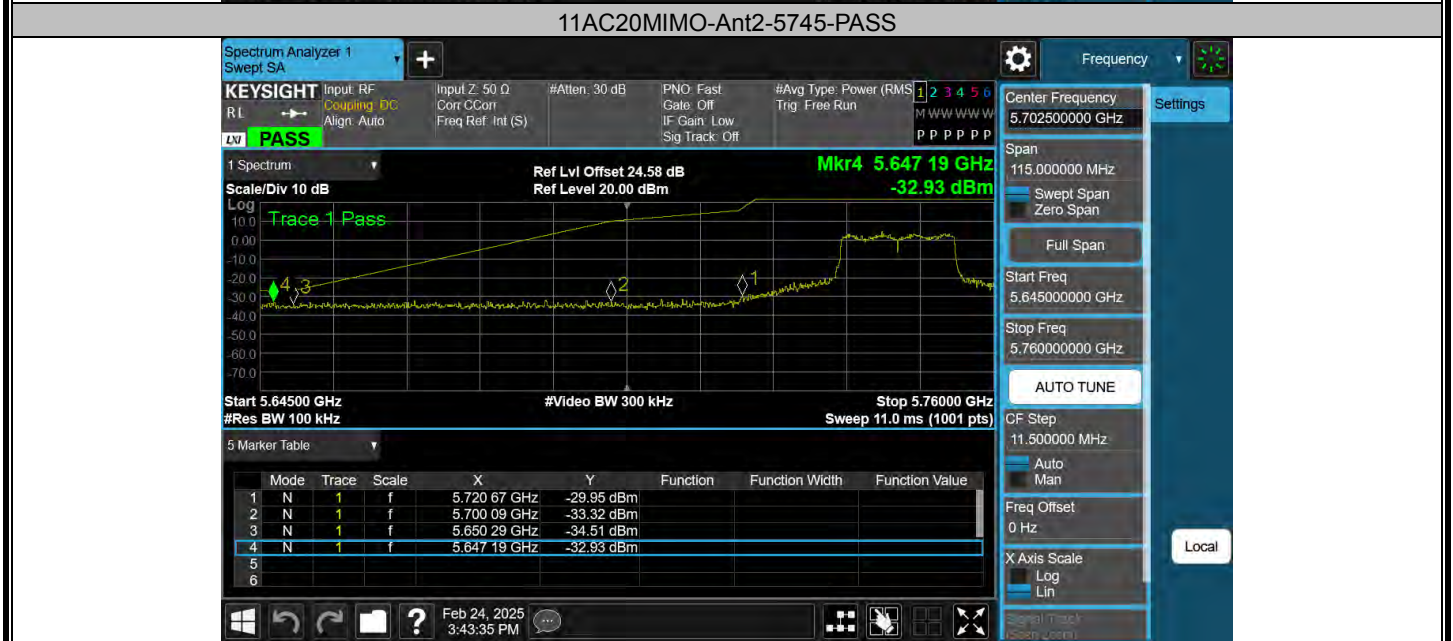 11AC20MIMO-Ant2-5745-PASS
Spectrum Analyzer 1
Swept SA
+
Frequency
KEYSIGHT
RL
LXI PASS
Input: RF
Coupling: DC
Align: Auto
Input Z: 50 Ω
Corr CCorr
Freq Ref: Int (S)
#Atten: 30 dB
PNO: Fast
Gate: Off
IF Gain: Low
Sig Track: Off
#Avg Type: Power (RMS
Trig: Free Run
1 2 3 4 5 6
M W W W W W
P P P P P P
Center Frequency
5.702500000 GHz
Settings
Span
115.000000 MHz
Swept Span
Zero Span
Full Span
Start Freq
5.645000000 GHz
Stop Freq
5.760000000 GHz
AUTO TUNE
CF Step
11.500000 MHz
Auto
Man
Freq Offset
0 Hz
X Axis Scale
Log
Lin
Signal Track
(Span Zoom)
Local
1 Spectrum
Scale/Div 10 dB
Ref Lvl Offset 24.58 dB
Ref Level 20.00 dBm
Mkr4 5.647 19 GHz
-32.93 dBm
Log
Trace 1 Pass
10.0
0.00
-10.0
-20.0
-30.0
-40.0
-50.0
-60.0
-70.0
4 3 2 1
Start 5.64500 GHz
#Video BW 300 kHz
Stop 5.76000 GHz
#Res BW 100 kHz
Sweep 11.0 ms (1001 pts)
5 Marker Table
Mode Trace Scale X Y Function Function Width Function Value
1 N 1 f 5.720 67 GHz -29.95 dBm
2 N 1 f 5.700 09 GHz -33.32 dBm
3 N 1 f 5.650 29 GHz -34.51 dBm
4 N 1 f 5.647 19 GHz -32.93 dBm
5
6
?
Feb 24, 2025
3:43:35 PM